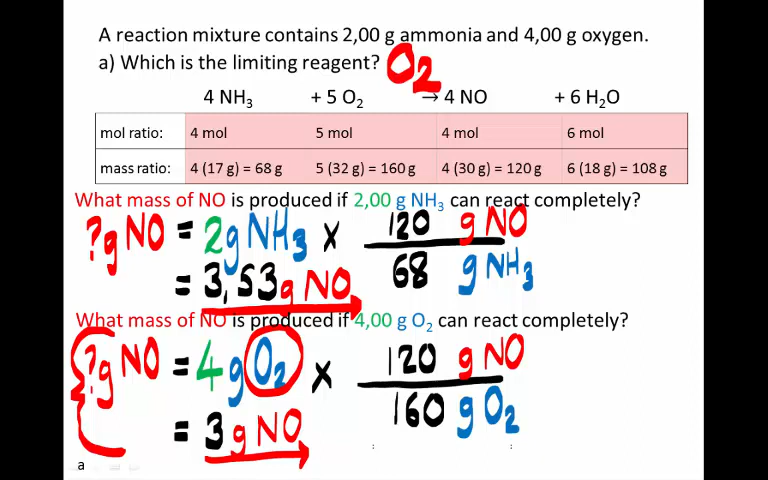 A reaction mixture contains 2,00 g ammonia and 4,00 g oxygen.
a) Which is the limiting reagent? O₂
4 NH₃ + 5 O₂ → 4 NO + 6 H₂O
mol ratio: 4 mol 5 mol 4 mol 6 mol
mass ratio: 4 (17 g) = 68 g 5 (32 g) = 160 g 4 (30 g) = 120 g 6 (18 g) = 108 g
What mass of NO is produced if 2,00 g NH₃ can react completely?
?g NO = 2g NH₃ x 120 g NO
68 g NH₃
= 3,53g NO
What mass of NO is produced if 4,00 g O₂ can react completely?
?g NO = 4g O₂ x 120 g NO
160 g O₂
= 3g NO
a